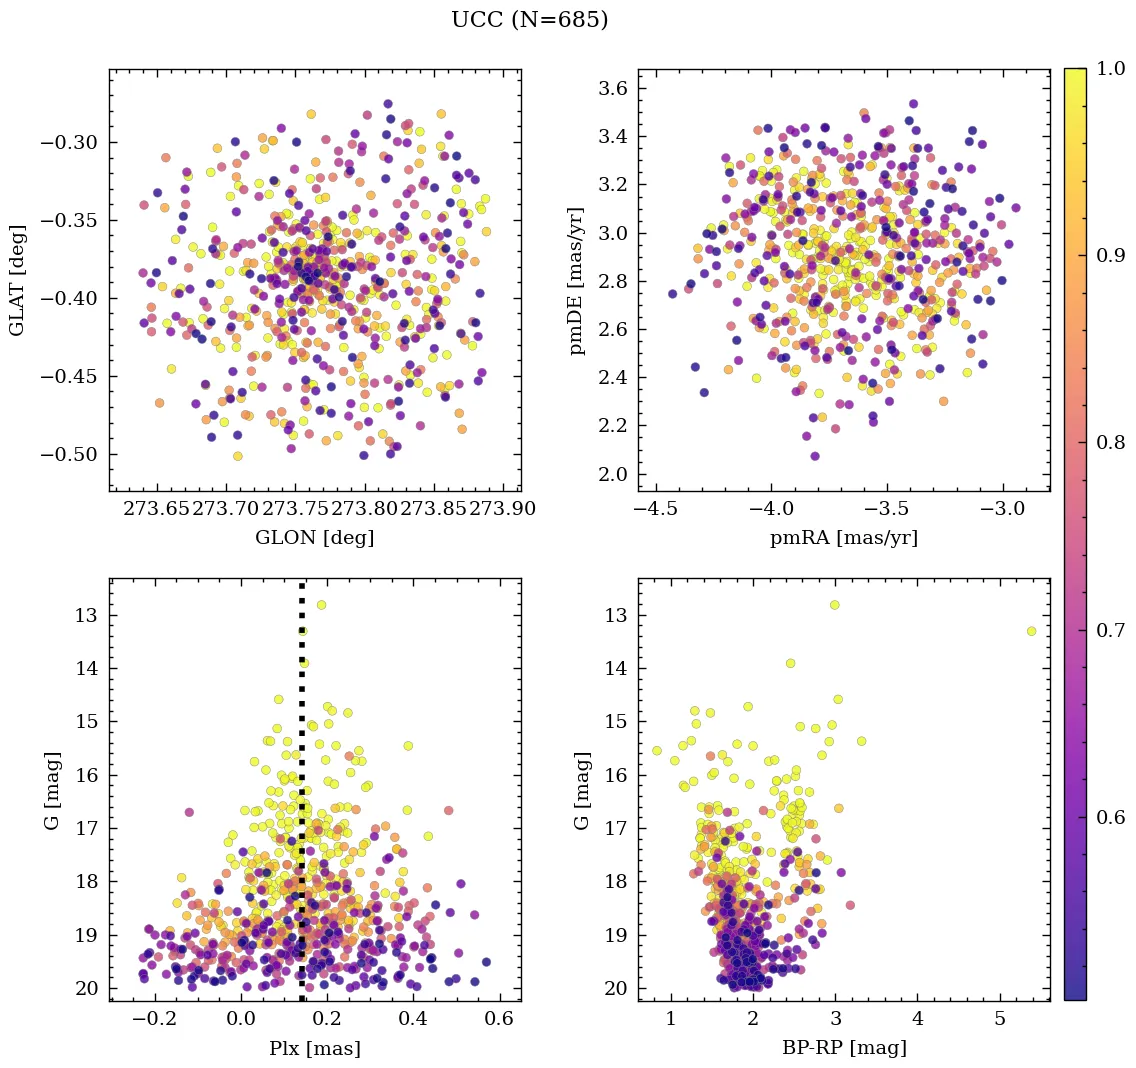 UCC (N=685)
−0.30
−0.35
−0.40
−0.45
−0.50
GLAT [deg]
273.65 273.70 273.75 273.80 273.85 273.90
GLON [deg]
3.6
3.4
3.2
3.0
2.8
2.6
2.4
2.2
2.0
pmDE [mas/yr]
−4.5 −4.0 −3.5 −3.0
pmRA [mas/yr]
13
14
15
16
17
18
19
20
G [mag]
−0.2 0.0 0.2 0.4 0.6
Plx [mas]
13
14
15
16
17
18
19
20
G [mag]
1 2 3 4 5
BP-RP [mag]
1.0
0.9
0.8
0.7
0.6